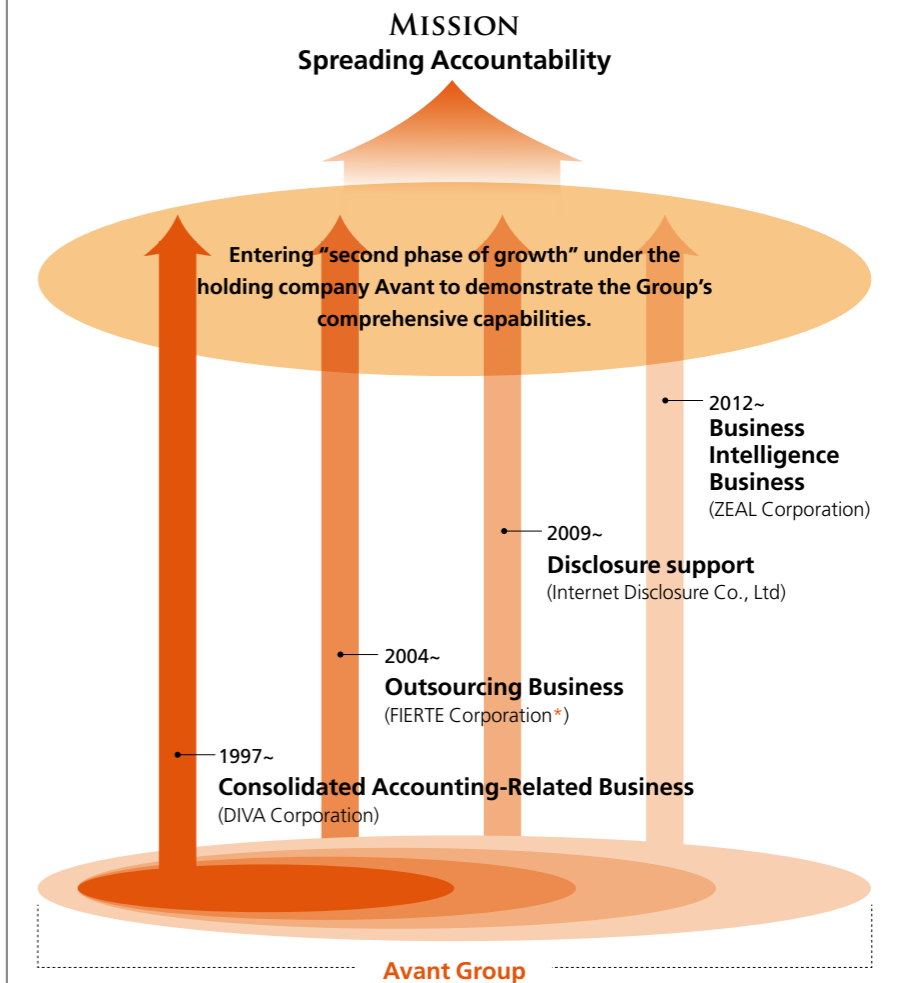 MISSION
Spreading Accountability
Entering “second phase of growth” under the
holding company Avant to demonstrate the Group’s
comprehensive capabilities.
2012~
Business
Intelligence
Business
(ZEAL Corporation)
2009~
Disclosure support
(Internet Disclosure Co., Ltd)
2004~
Outsourcing Business
(FIERTE Corporation*)
1997~
Consolidated Accounting-Related Business
(DIVA Corporation)
Avant Group